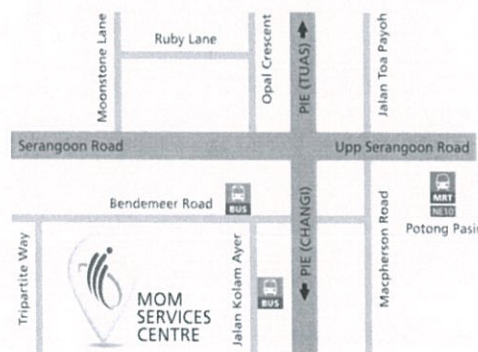 Moonstone Lane
Ruby Lane
Opal Crescent
PIE (TUAS)
Jalan Toa Payoh
Serangoon Road
Upp Serangoon Road
Bendemeer Road
BUS
PIE (CHANGI)
Macpherson Road
MRT
NE10
Potong Pasir
Tripartite Way
MOM
SERVICES
CENTRE
Jalan Kolam Ayer
BUS